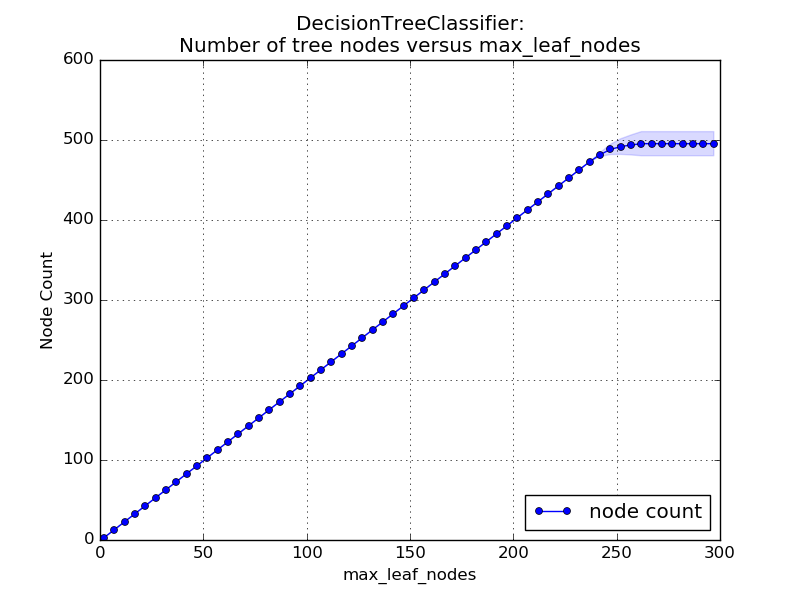 DecisionTreeClassifier:
Number of tree nodes versus max_leaf_nodes
600
500
400
300
200
100
0
Node Count
node count
0 50 100 150 200 250 300
max_leaf_nodes